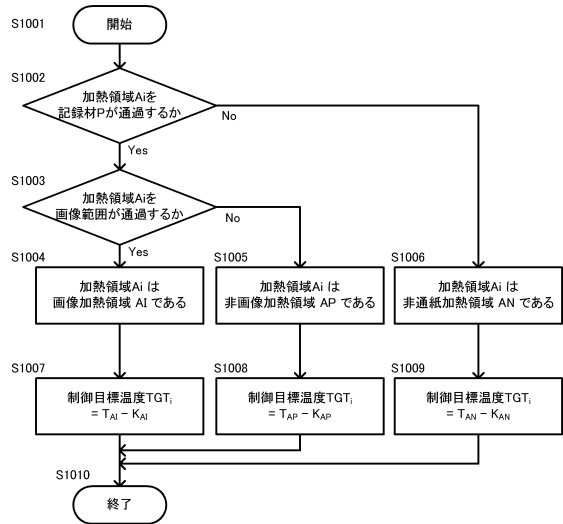 S1001
開始
S1002
加熱領域Aiを
記録材Pが通過するか
No
Yes
S1003
加熱領域Aiを
画像範囲が通過するか
No
Yes
S1004
加熱領域Ai は
画像加熱領域 AI である
S1005
加熱領域Ai は
非画像加熱領域 AP である
S1006
加熱領域Ai は
非通紙加熱領域 AN である
S1007
制御目標温度TGTi
= TAI − KAI
S1008
制御目標温度TGTi
= TAP − KAP
S1009
制御目標温度TGTi
= TAN − KAN
S1010
終了